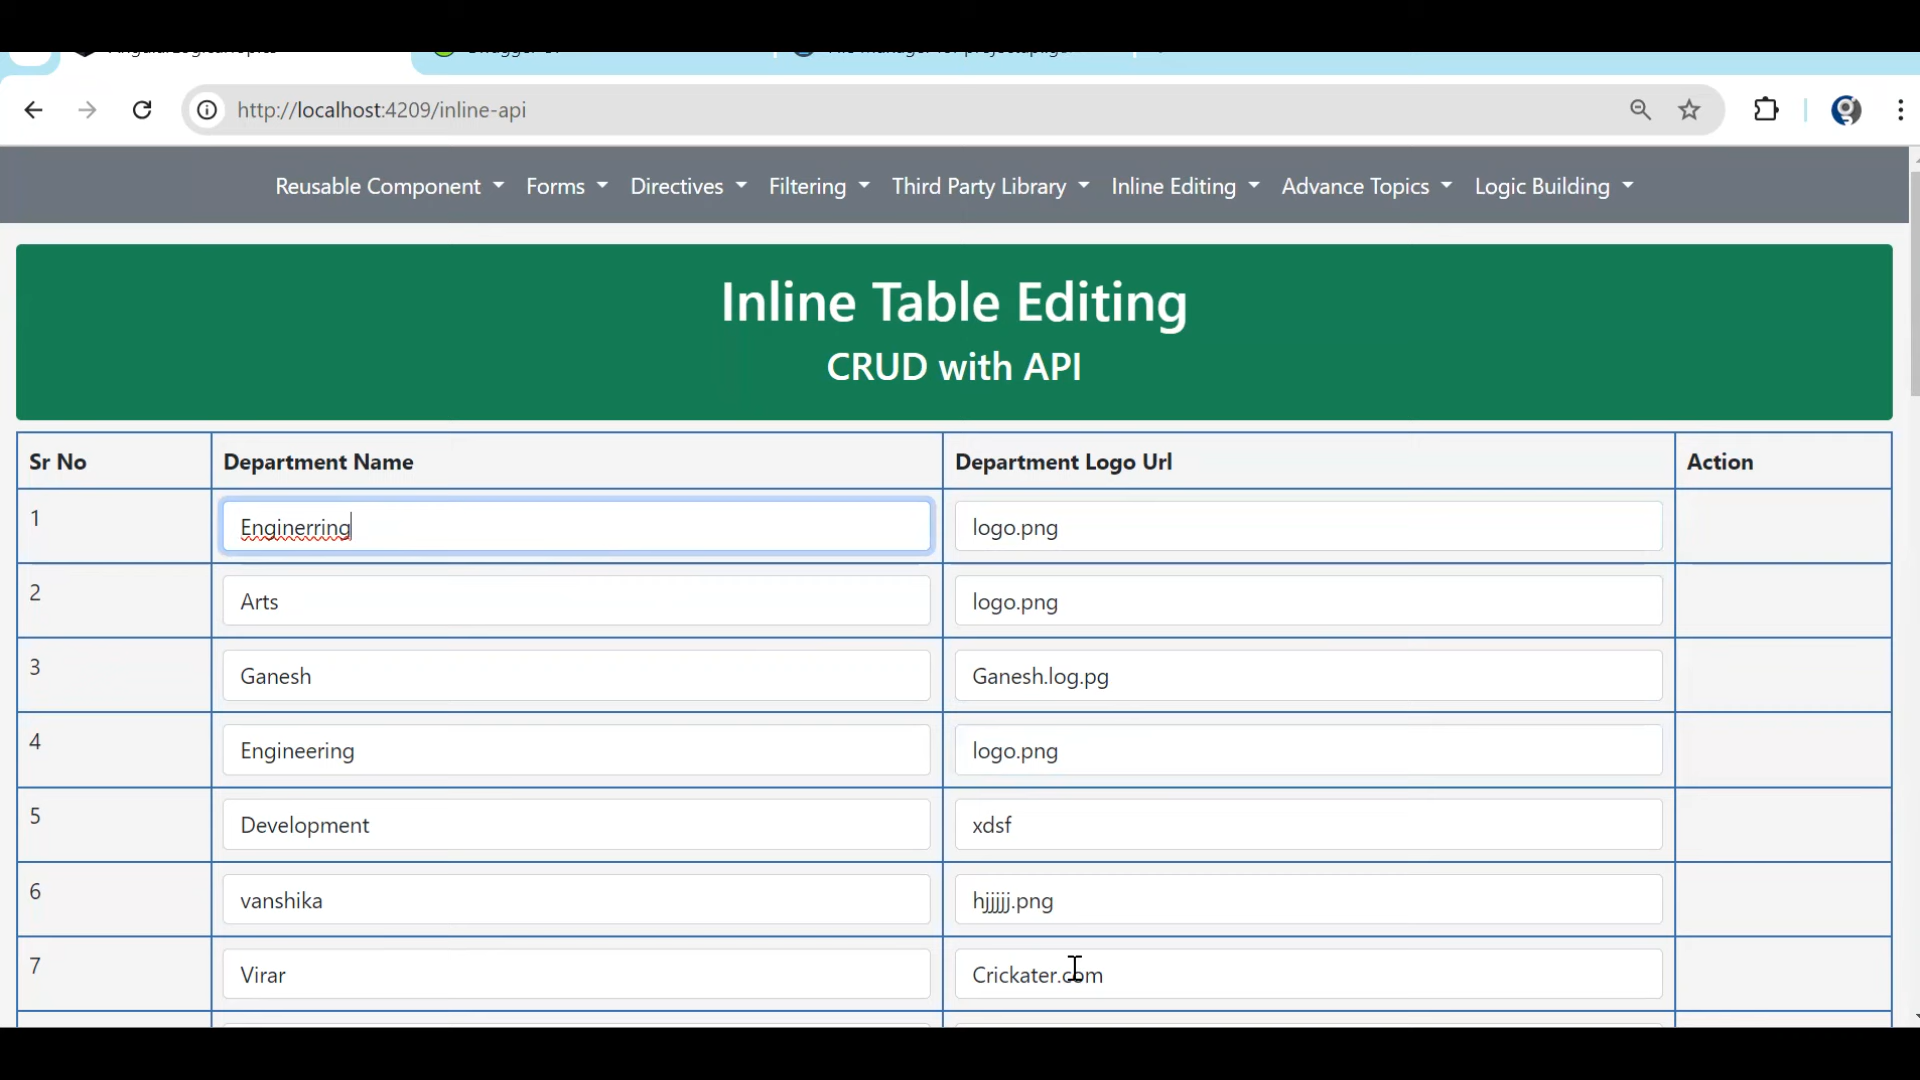 http://localhost:4209/inline-api
Reusable Component Forms Directives Filtering Third Party Library Inline Editing Advance Topics Logic Building
Inline Table Editing
CRUD with API
Sr No Department Name Department Logo Url Action
1 Enginerring logo.png
2 Arts logo.png
3 Ganesh Ganesh.log.pg
4 Engineering logo.png
5 Development xdsf
6 vanshika hjjjjj.png
7 Virar Crickater.com